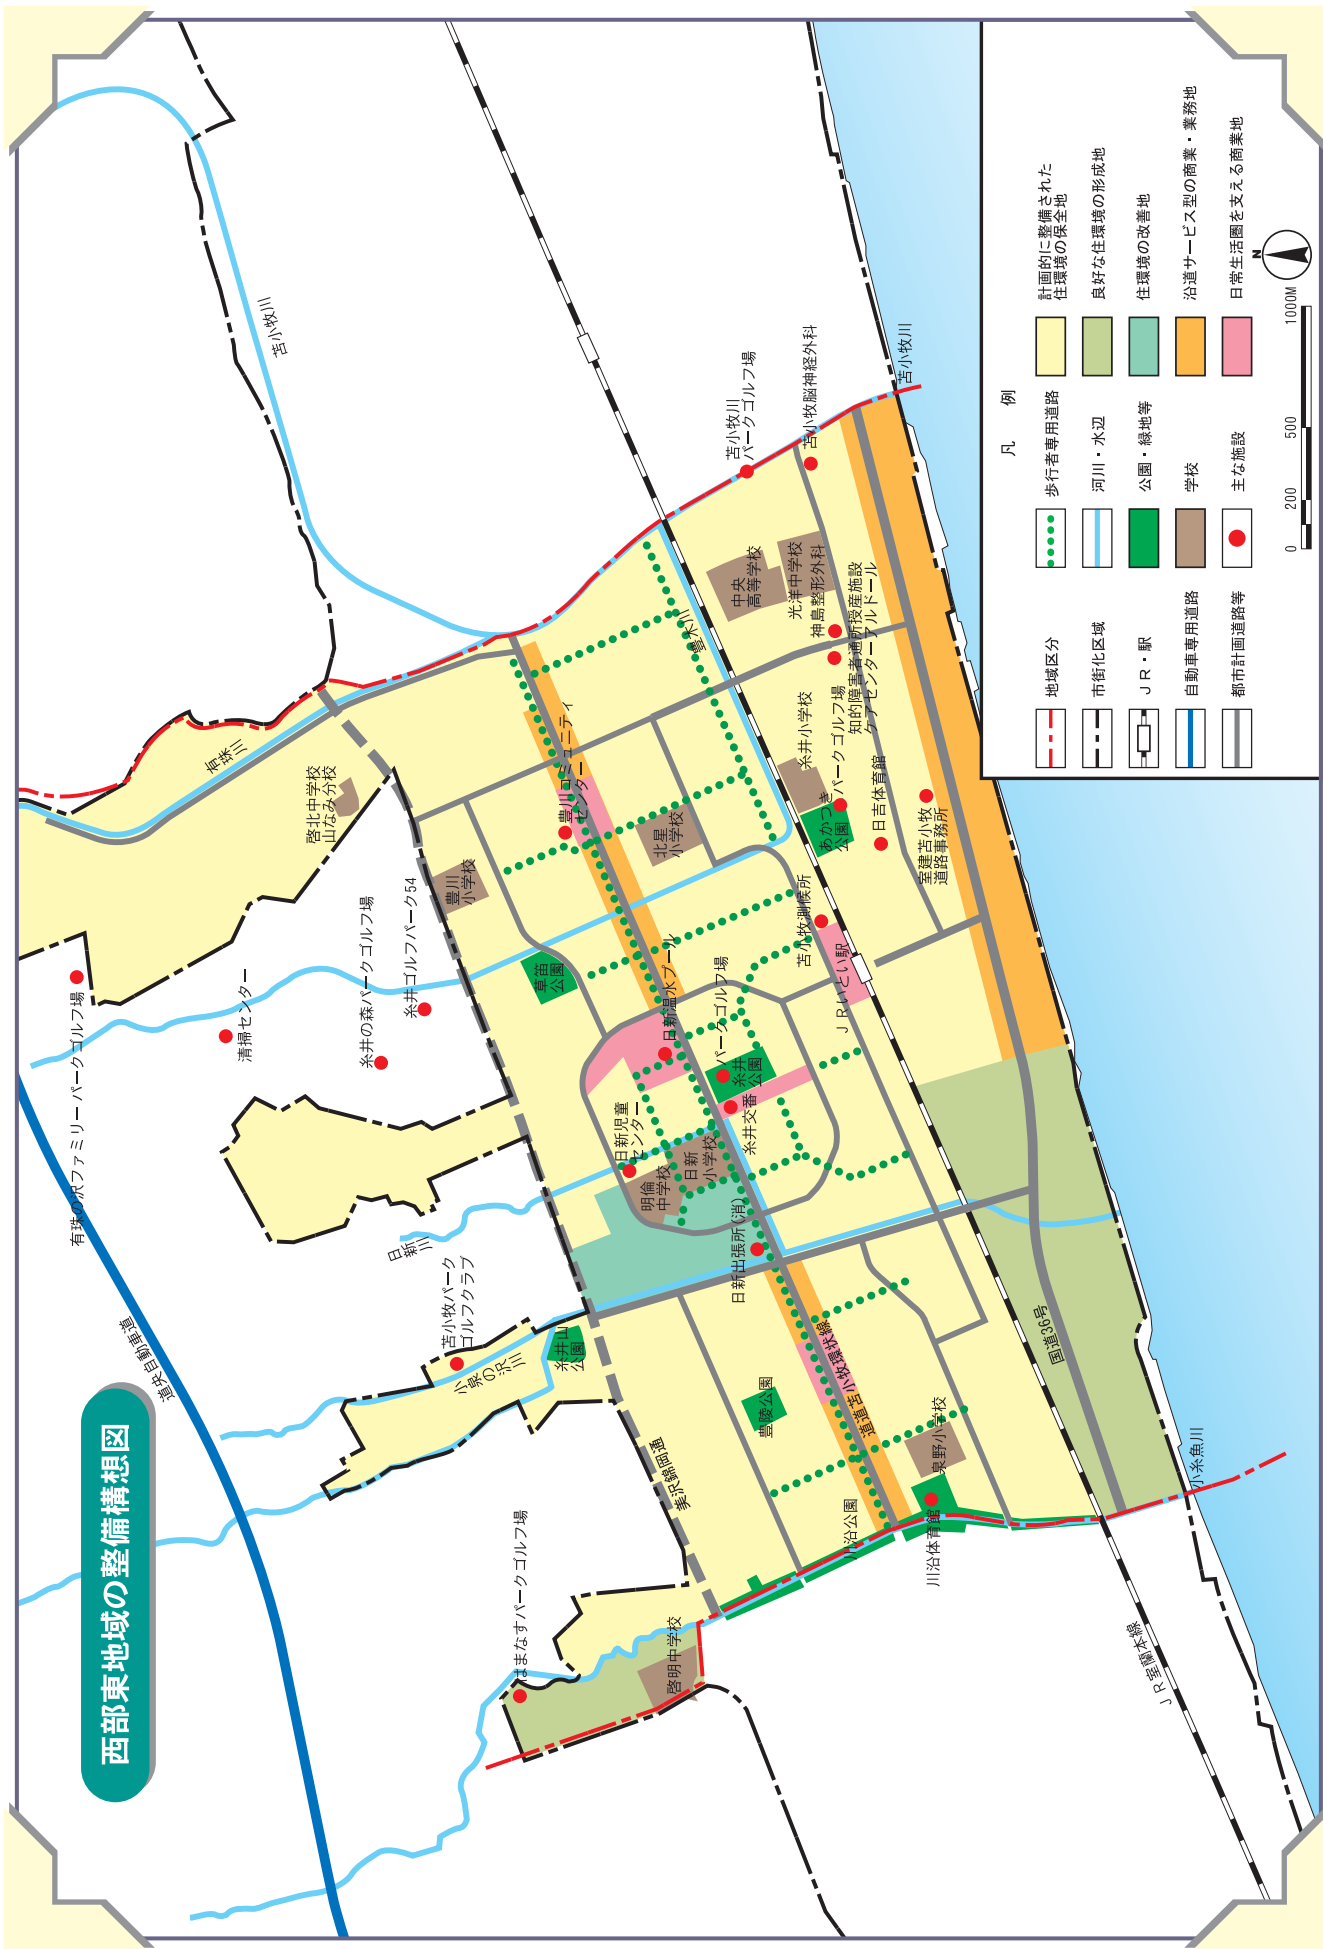 西部東地域の整備構想図
有珠の沢ファミリーパークゴルフ場
道央自動車道
清掃センター
糸井の森パークゴルフ場
糸井ゴルフパーク54
啓北中学校
山なみ分校
有珠川
苫小牧川
日新川
苫小牧パーク
ゴルフクラブ
小泉の沢川
糸井山
公園
はまなすパークゴルフ場
啓明中学校
美沢錦岡通
豊川
小学校
草笛
公園
豊川コミュニティ
センター
北星
小学校
豊木川
日新温水プール
パークゴルフ場
糸井
公園
糸井交番
日新児童
センター
明倫
中学校
日新
小学校
日新出張所(消)
豊陵公園
道道苫小牧環状線
川沿公園
川沿体育館
泉野小学校
苫小牧測候所
JRいとい駅
あかつき
公園
パークゴルフ場
糸井小学校
日吉体育館
室建苫小牧
道路事務所
中央
高等学校
光洋中学校
神島整形外科
知的障害者通所授産施設
ケアセンターアルドール
苫小牧川
パークゴルフ場
苫小牧脳神経外科
苫小牧川
国道36号
小糸魚川
JR室蘭本線
凡 例
地域区分
市街化区域
JR・駅
自動車専用道路
都市計画道路等
歩行者専用道路
河川・水辺
公園・緑地等
学校
主な施設
計画的に整備された
住環境の保全地
良好な住環境の形成地
住環境の改善地
沿道サービス型の商業・業務地
日常生活圏を支える商業地
0 200 500 1000M
N